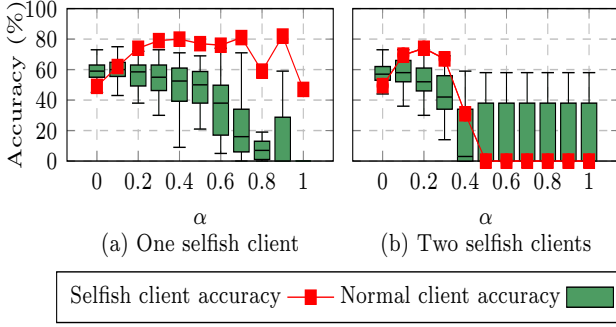 Accuracy (%)
100
80
60
40
20
0
0 0.2 0.4 0.6 0.8 1
α
(a) One selfish client
0 0.2 0.4 0.6 0.8 1
α
(b) Two selfish clients
Selfish client accuracy Normal client accuracy